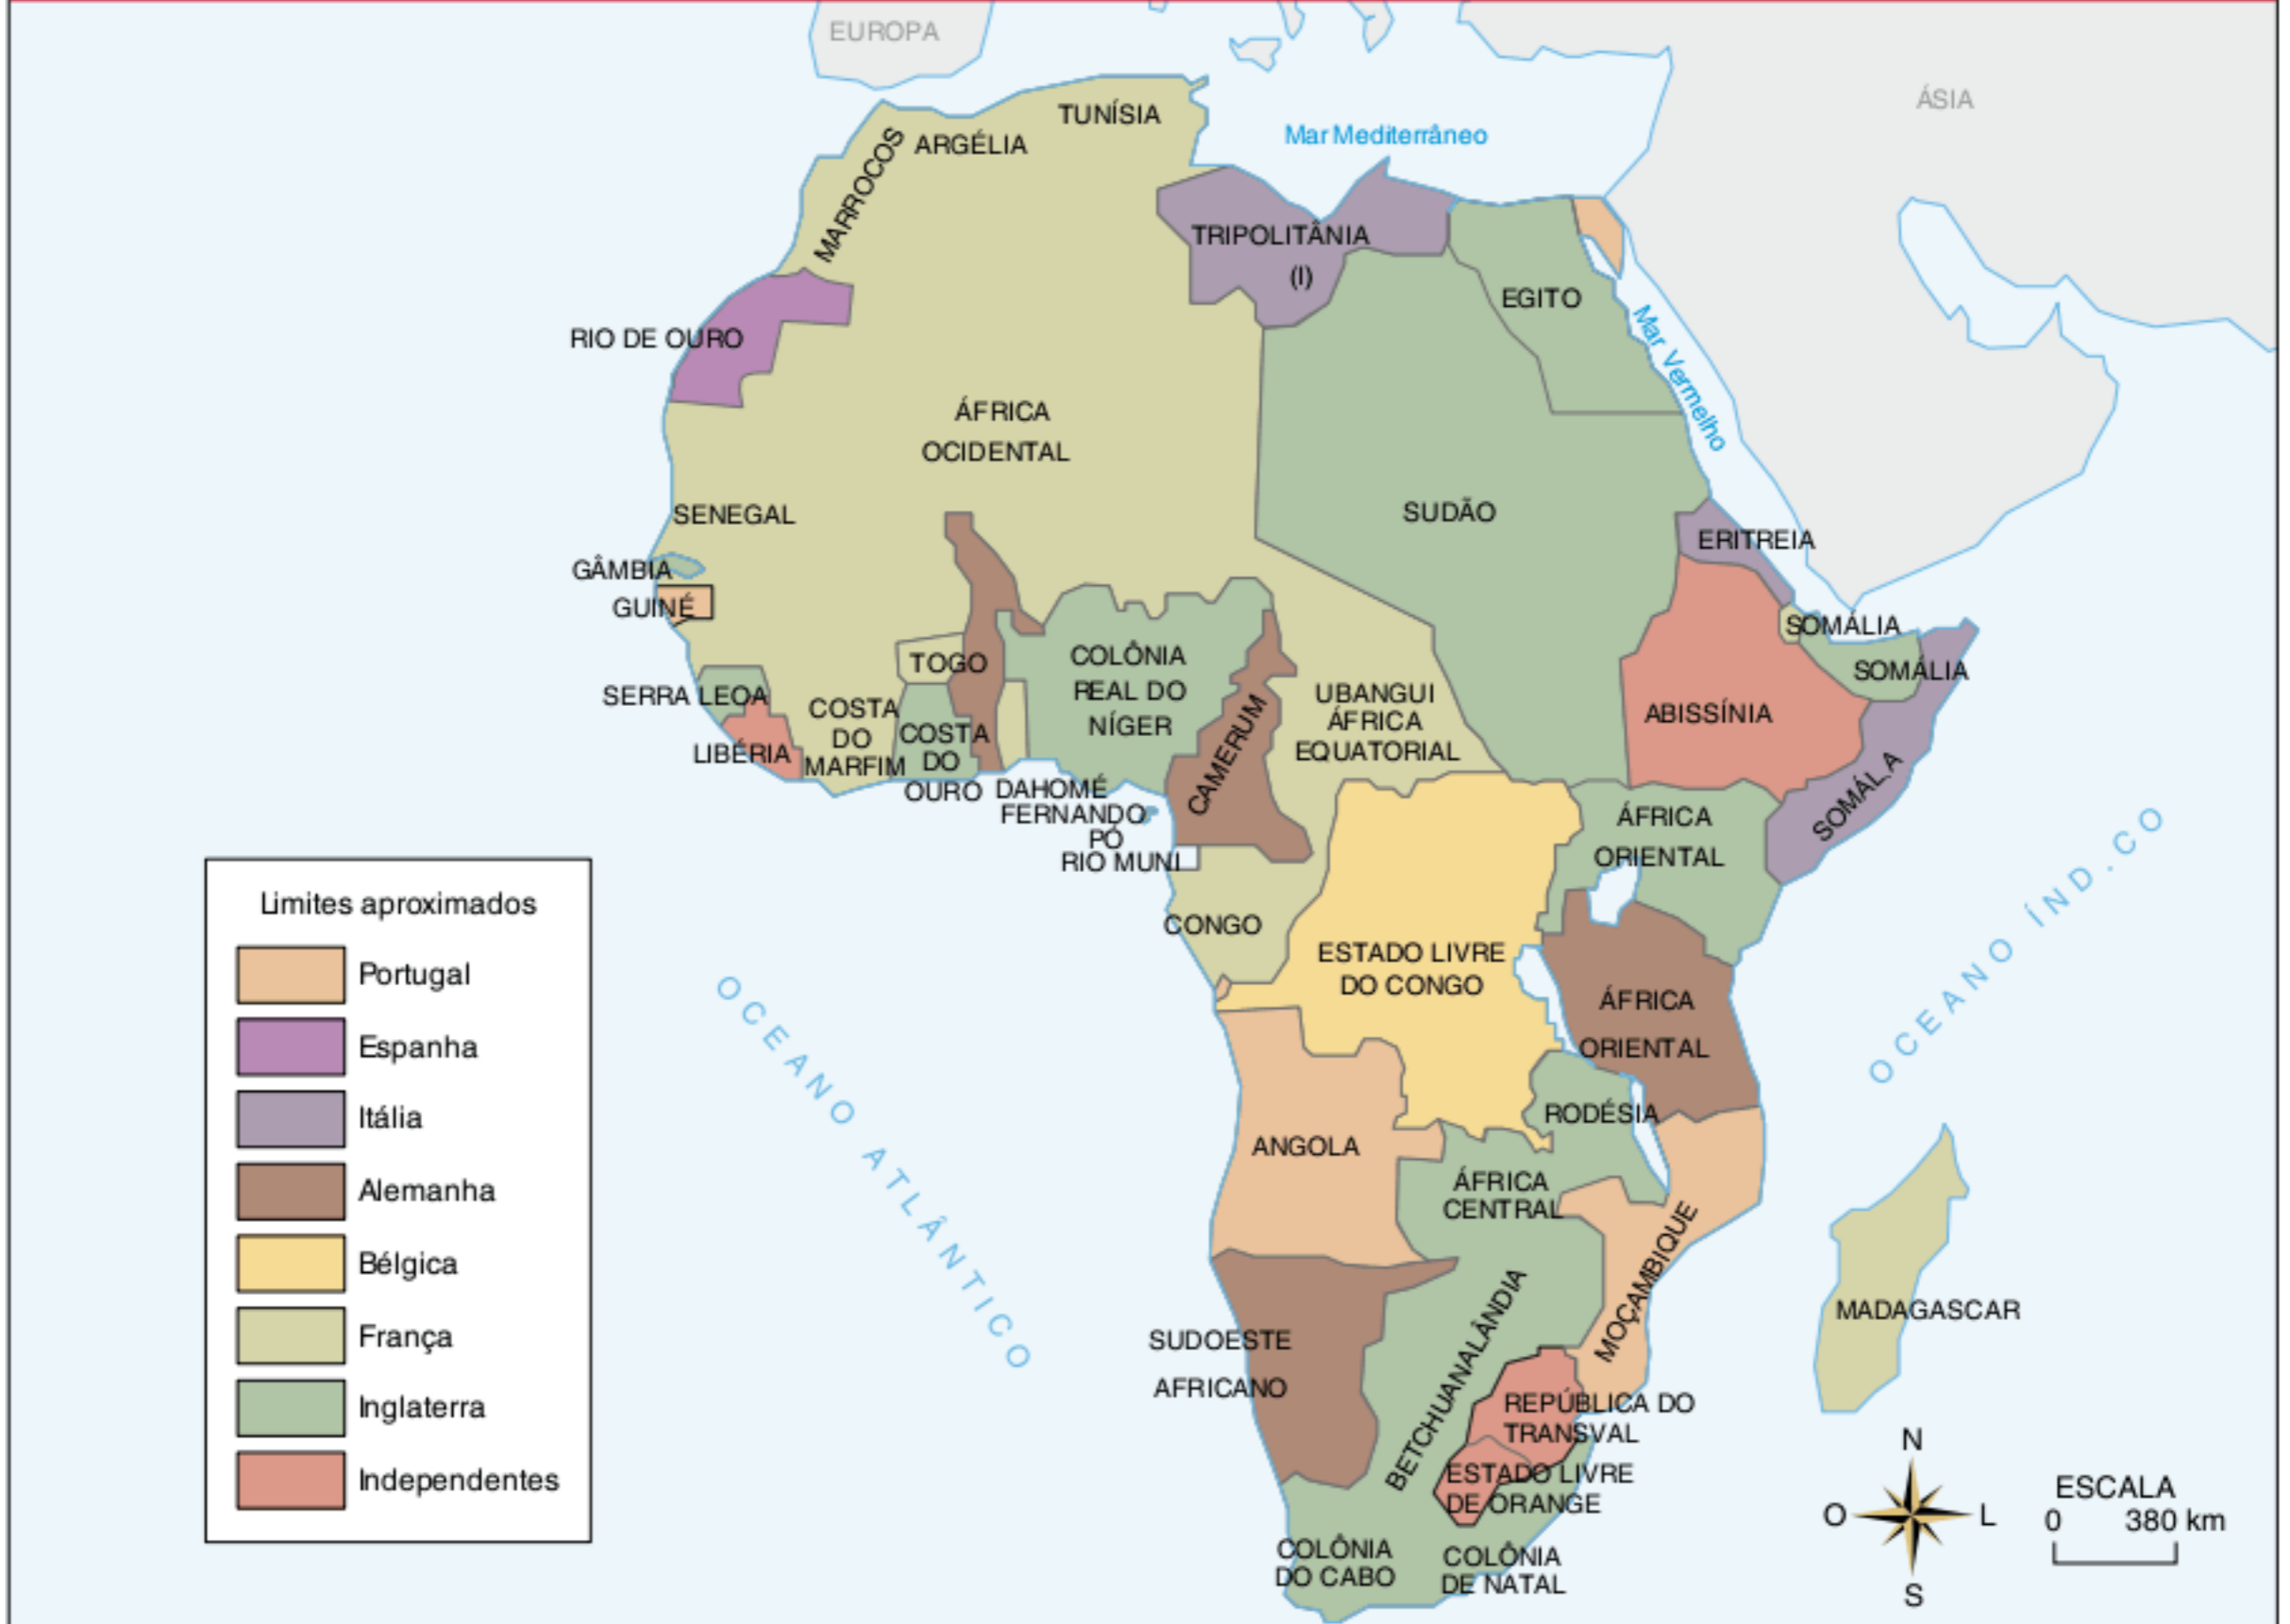 EUROPA
ÁSIA
TUNÍSIA
ARGÉLIA
MARROCOS
Mar Mediterrâneo
TRIPOLITÂNIA
(I)
EGITO
Mar Vermelho
RIO DE OURO
ÁFRICA
OCIDENTAL
SENEGAL
SUDÃO
ERITREIA
GÂMBIA
GUINÉ
SOMÁLIA
SOMÁLIA
TOGO
COLÔNIA
REAL DO
NÍGER
SERRA LEOA
LIBÉRIA
COSTA
DO
MARFIM
COSTA
DO
OURO
DAHOMÉ
FERNANDO
PÓ
RIO MUNI
CAMERUM
UBANGUI
ÁFRICA
EQUATORIAL
ABISSÍNIA
SOMÁLA
ÁFRICA
ORIENTAL
CONGO
ESTADO LIVRE
DO CONGO
ÁFRICA
ORIENTAL
OCEANO ÍND.CO
OCEANO ATLÂNTICO
RODÉSIA
ANGOLA
ÁFRICA
CENTRAL
MOÇAMBIQUE
MADAGASCAR
SUDOESTE
AFRICANO
BETCHUANALÂNDIA
REPÚBLICA DO
TRANSVAL
ESTADO LIVRE
DE ORANGE
COLÔNIA
DO CABO
COLÔNIA
DE NATAL
Limites aproximados
Portugal
Espanha
Itália
Alemanha
Bélgica
França
Inglaterra
Independentes
N
O
L
S
ESCALA
0 380 km